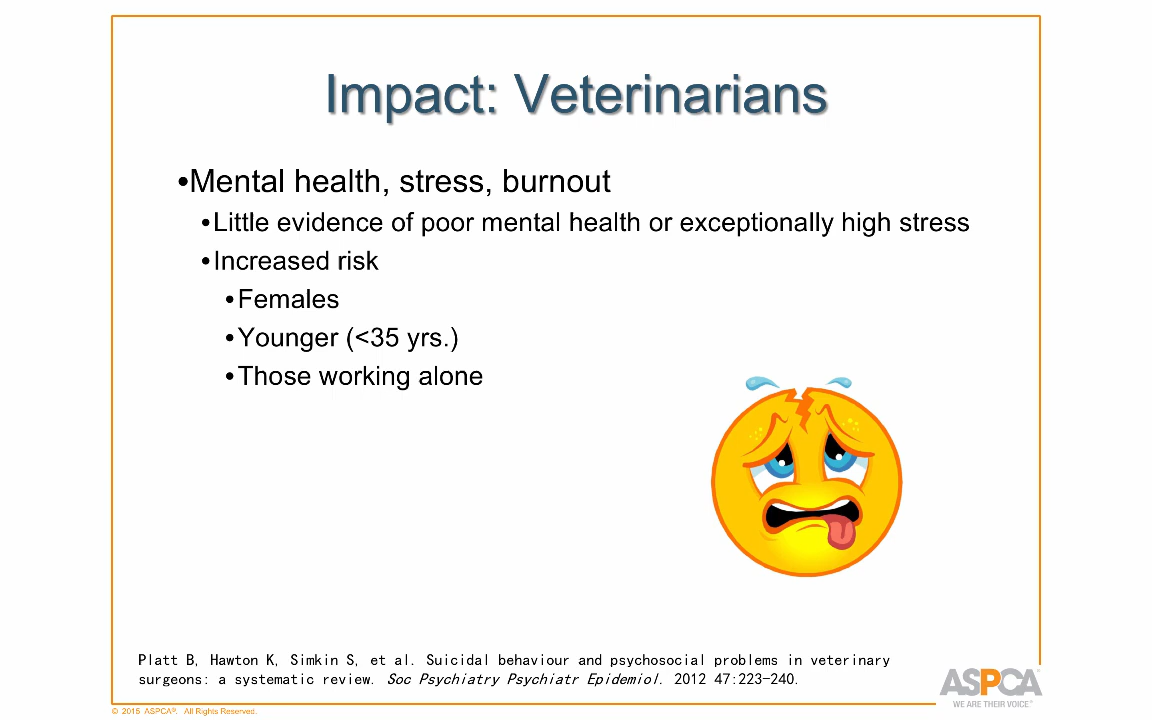 Impact: Veterinarians
•Mental health, stress, burnout
•Little evidence of poor mental health or exceptionally high stress
•Increased risk
•Females
•Younger (<35 yrs.)
•Those working alone
Platt B, Hawton K, Simkin S, et al. Suicidal behaviour and psychosocial problems in veterinary
surgeons: a systematic review. Soc Psychiatry Psychiatr Epidemiol. 2012 47:223-240.
ASPCA®
WE ARE THEIR VOICE.®
© 2015 ASPCA®. All Rights Reserved.